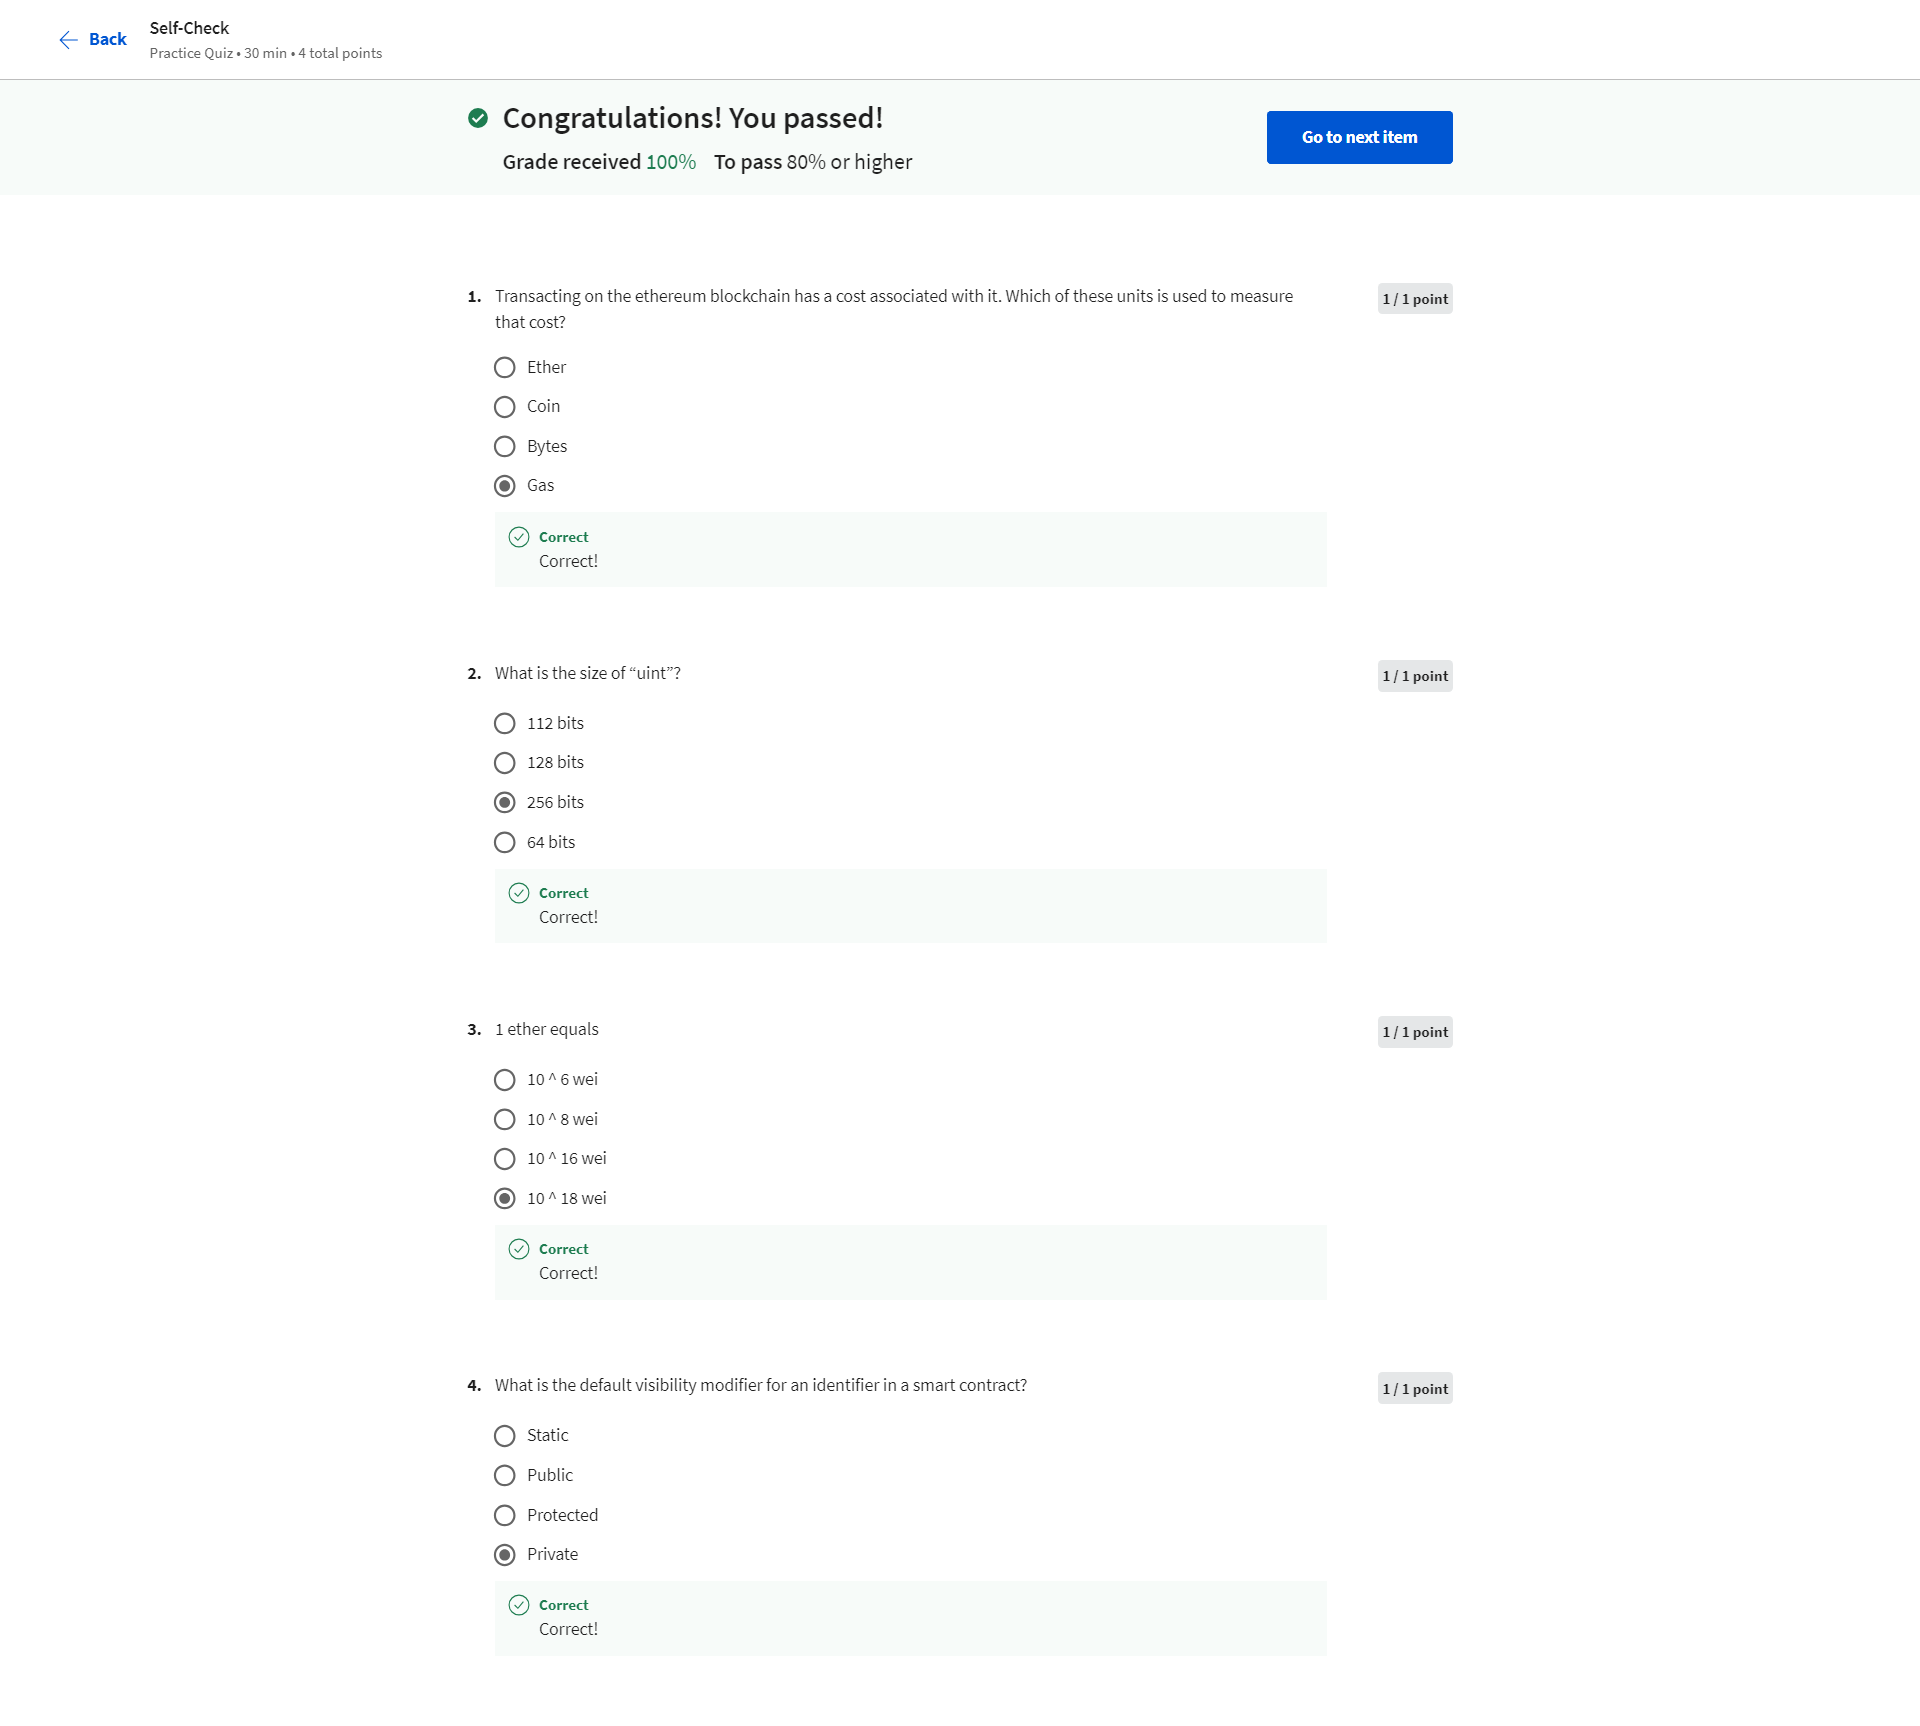 Back
Self-Check
Practice Quiz • 30 min • 4 total points
Congratulations! You passed!
Grade received 100% To pass 80% or higher
Go to next item
1. Transacting on the ethereum blockchain has a cost associated with it. Which of these units is used to measure
that cost?
1 / 1 point
Ether
Coin
Bytes
Gas
Correct
Correct!
2. What is the size of “uint”?
1 / 1 point
112 bits
128 bits
256 bits
64 bits
Correct
Correct!
3. 1 ether equals
1 / 1 point
10 ^ 6 wei
10 ^ 8 wei
10 ^ 16 wei
10 ^ 18 wei
Correct
Correct!
4. What is the default visibility modifier for an identifier in a smart contract?
1 / 1 point
Static
Public
Protected
Private
Correct
Correct!